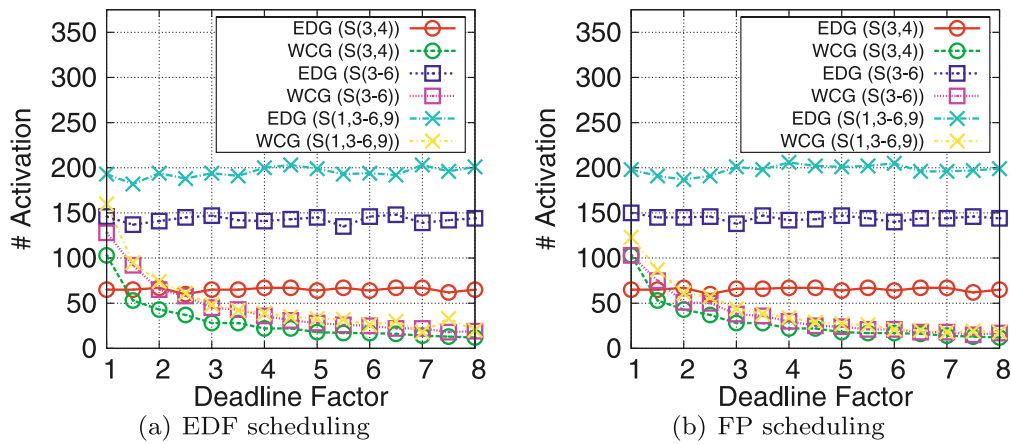 350
300
250
200
150
100
50
0
# Activation
EDG (S(3,4))
WCG (S(3,4))
EDG (S(3-6)
WCG (S(3-6))
EDG (S(1,3-6,9)
WCG (S(1,3-6,9))
1 2 3 4 5 6 7 8
Deadline Factor
(a) EDF scheduling
350
300
250
200
150
100
50
0
# Activation
EDG (S(3,4))
WCG (S(3,4))
EDG (S(3-6)
WCG (S(3-6))
EDG (S(1,3-6,9)
WCG (S(1,3-6,9))
1 2 3 4 5 6 7 8
Deadline Factor
(b) FP scheduling